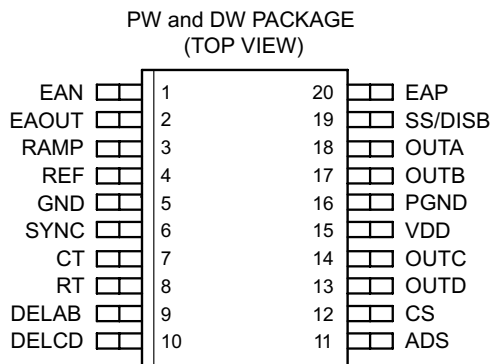 PW and DW PACKAGE
(TOP VIEW)
EAN 1 20 EAP
EAOUT 2 19 SS/DISB
RAMP 3 18 OUTA
REF 4 17 OUTB
GND 5 16 PGND
SYNC 6 15 VDD
CT 7 14 OUTC
RT 8 13 OUTD
DELAB 9 12 CS
DELCD 10 11 ADS